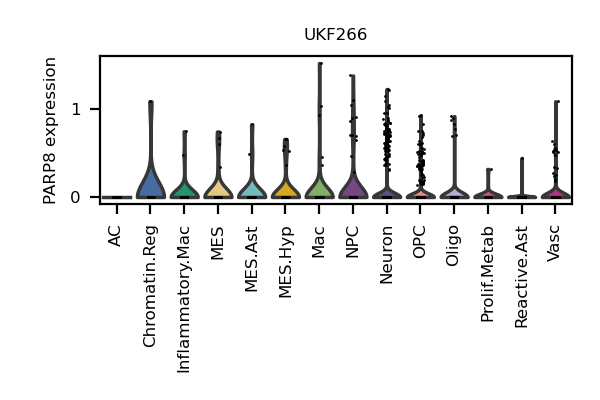 UKF266
PARP8 expression
1
0
AC
Chromatin.Reg
Inflammatory.Mac
MES
MES.Ast
MES.Hyp
Mac
NPC
Neuron
OPC
Oligo
Prolif.Metab
Reactive.Ast
Vasc